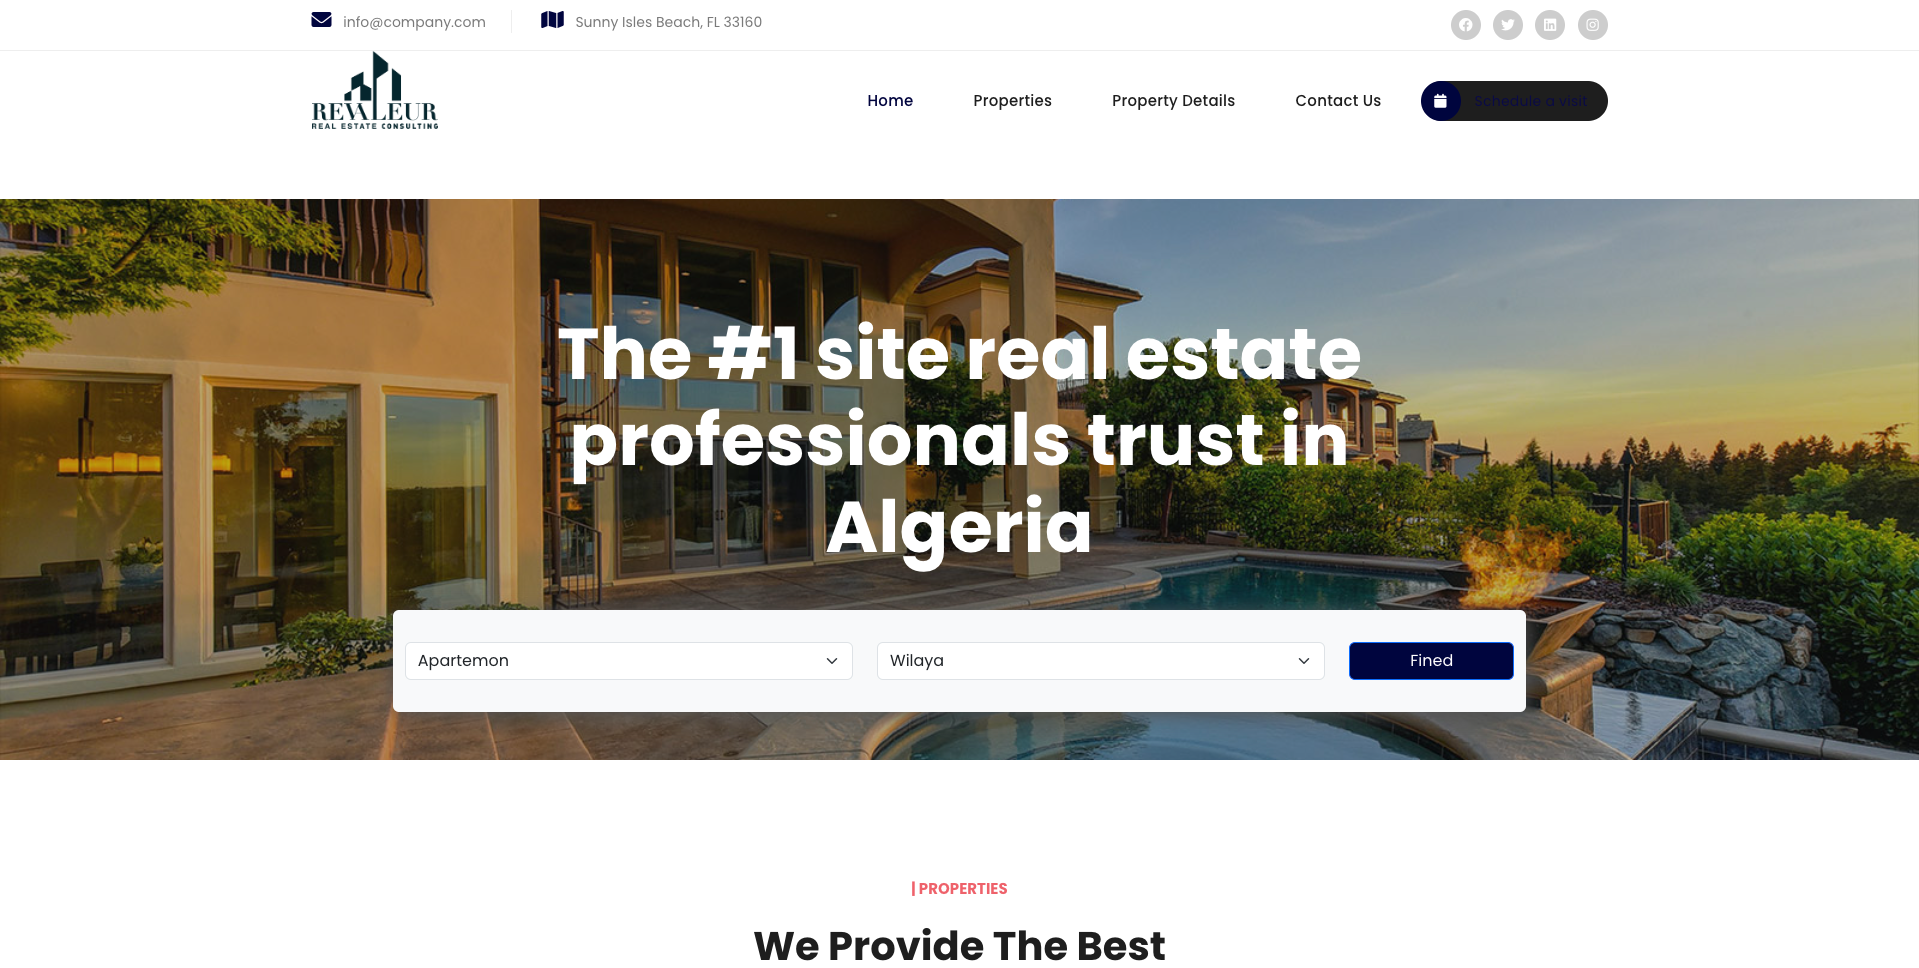 info@company.com
Sunny Isles Beach, FL 33160
REVALEUR
REAL ESTATE CONSULTING
Home
Properties
Property Details
Contact Us
Schedule a visit
The #1 site real estate
professionals trust in
Algeria
Apartemon
Wilaya
Fined
| PROPERTIES
We Provide The Best